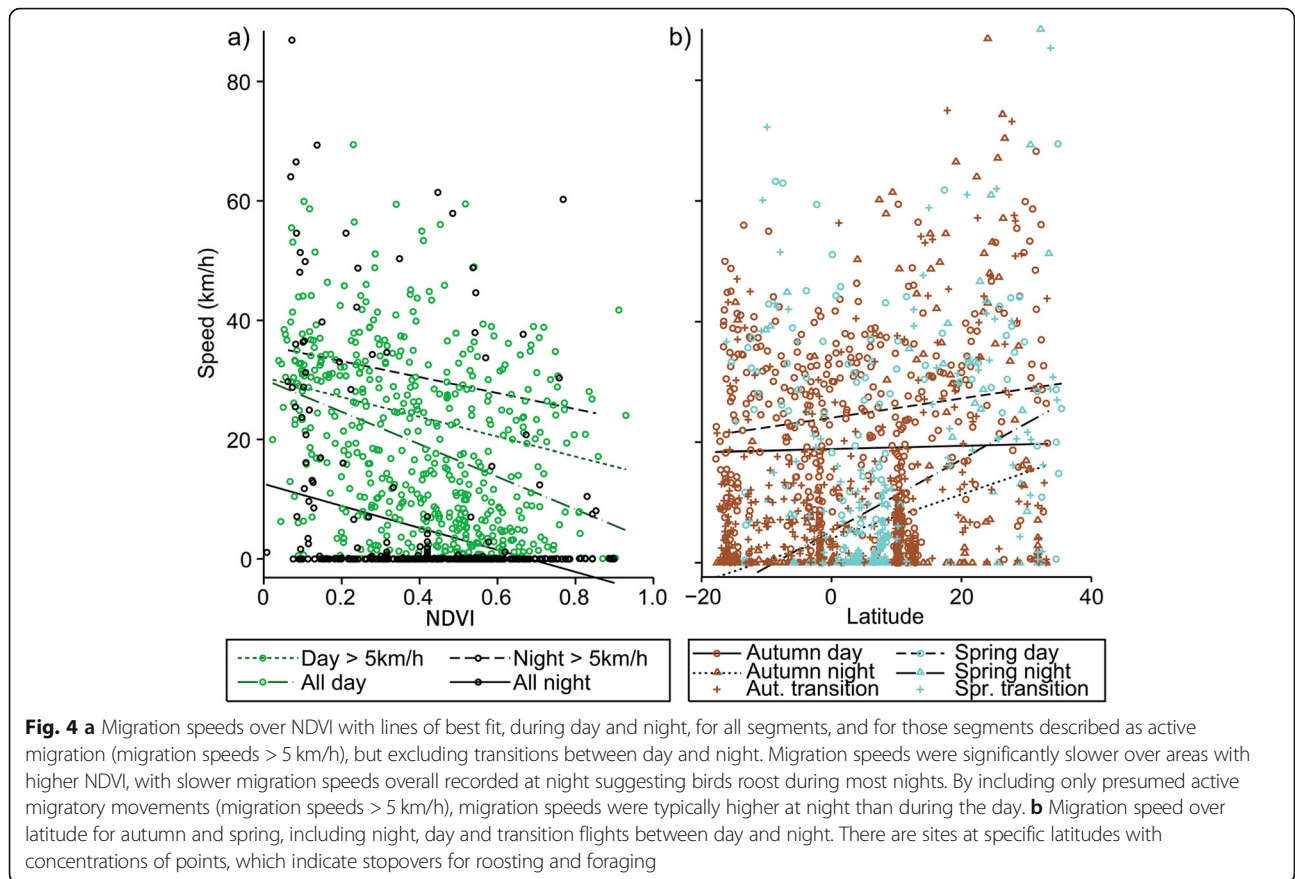 a)
b)
Speed (km/h)
80
60
40
20
0
0 0.2 0.4 0.6 0.8 1.0
NDVI
−20 0 20 40
Latitude
Day > 5km/h Night > 5km/h
All day All night
Autumn day Spring day
Autumn night Spring night
Aut. transition Spr. transition
Fig. 4 a Migration speeds over NDVI with lines of best fit, during day and night, for all segments, and for those segments described as active
migration (migration speeds > 5 km/h), but excluding transitions between day and night. Migration speeds were significantly slower over areas with
higher NDVI, with slower migration speeds overall recorded at night suggesting birds roost during most nights. By including only presumed active
migratory movements (migration speeds > 5 km/h), migration speeds were typically higher at night than during the day. b Migration speed over
latitude for autumn and spring, including night, day and transition flights between day and night. There are sites at specific latitudes with
concentrations of points, which indicate stopovers for roosting and foraging